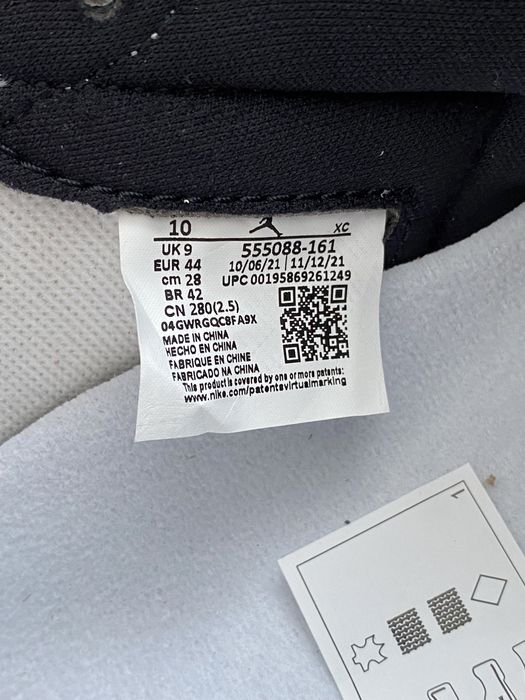 10 XC
UK 9 555088-161
EUR 44 10/06/21 | 11/12/21
cm 28 UPC 00195869261249
BR 42
CN 280(2.5)
04GWRGQC8FA9X
MADE IN CHINA
HECHO EN CHINA
FABRIQUE EN CHINE
FABRICADO NA CHINA
This product is covered by one or more patents:
www.nike.com/patentsvirtualmarking